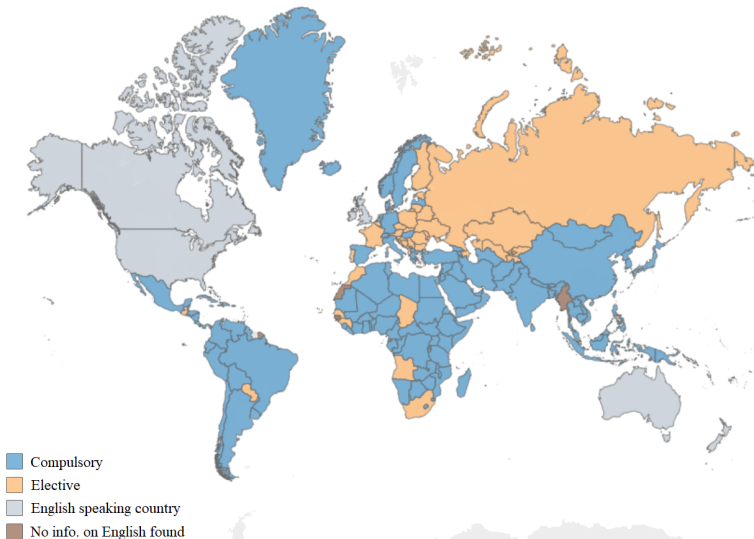 Compulsory
Elective
English speaking country
No info. on English found